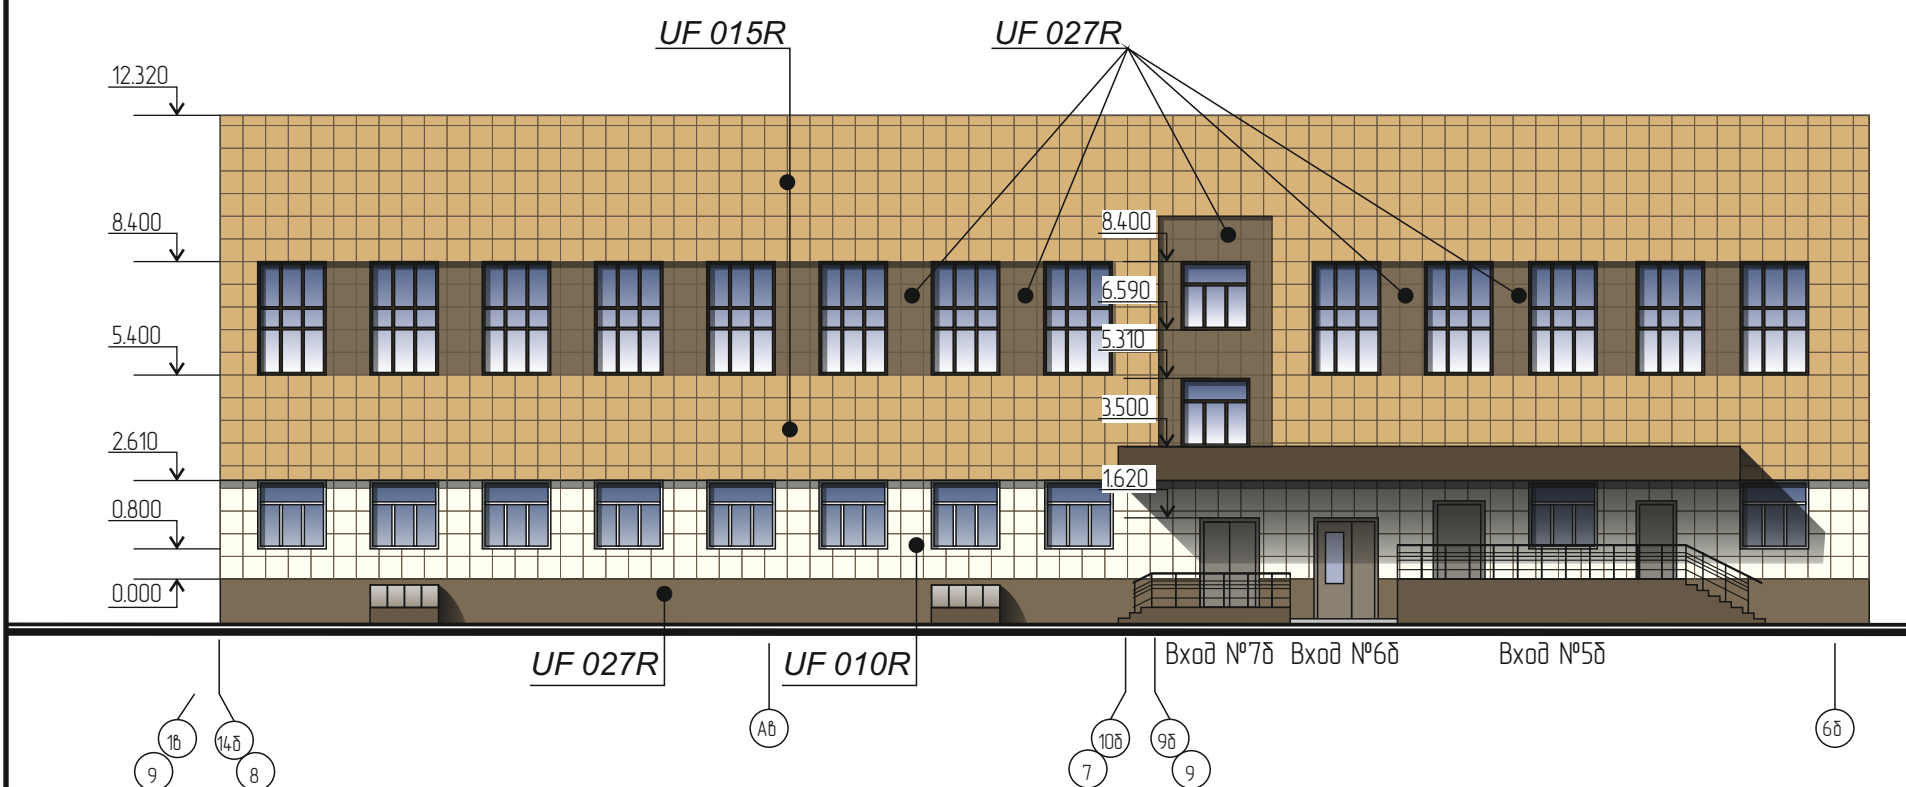 UF 015R
UF 027R
12.320
8.400
8.400
6.590
5.400
5.310
3.500
2.610
1.620
0.800
0.000
UF 027R
UF 010R
Вход №7б
Вход №6б
Вход №5б
1в
14б
Ав
10б
9б
6б
9
8
7
9